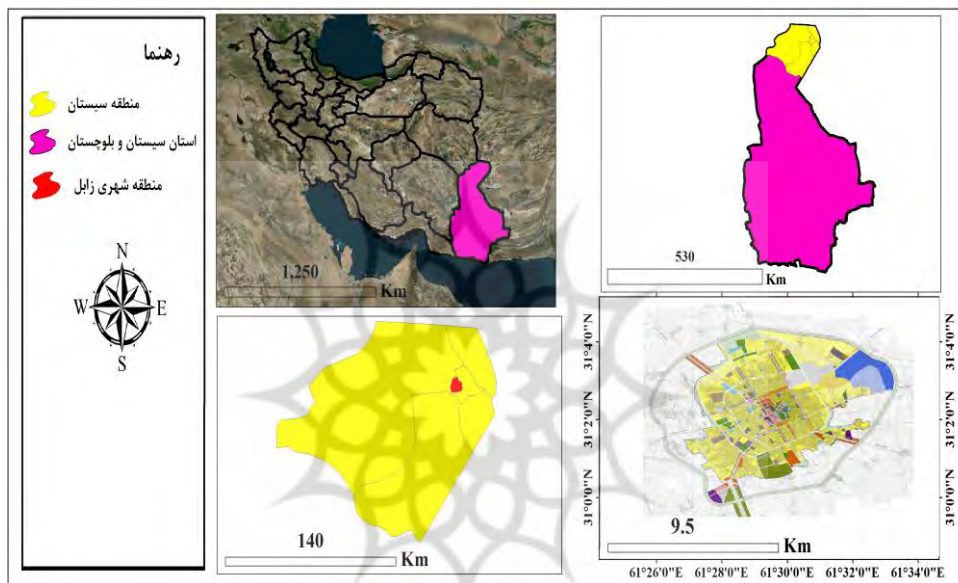 رهنما
منطقه سیستان
استان سیستان و بلوچستان
منطقه شهری زابل
N
W E
S
1,250
Km
530
Km
140
Km
9.5
Km
31°4'0"N
31°2'0"N
31°0'0"N
31°4'0"N
31°2'0"N
31°0'0"N
61°26'0"E 61°28'0"E 61°30'0"E 61°32'0"E 61°34'0"E